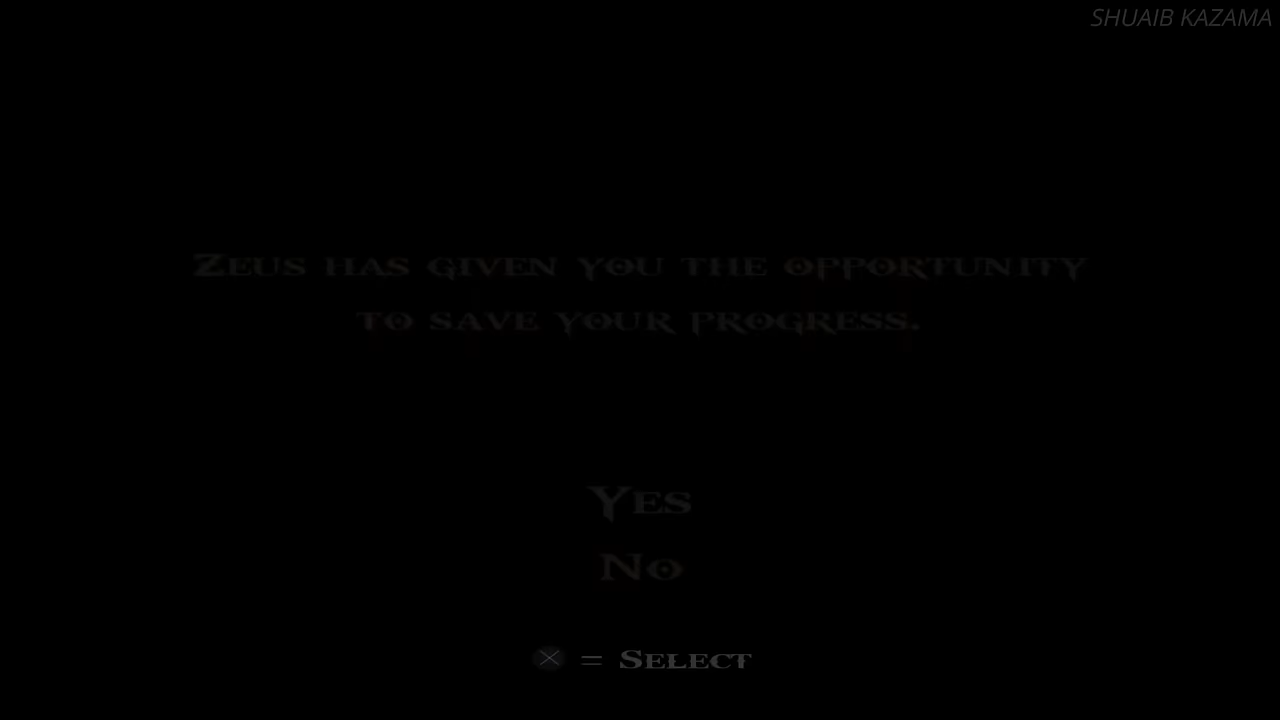 SHUAIB KAZAMA
Zeus has given you the opportunity
to save your progress.
Yes
No
= Select